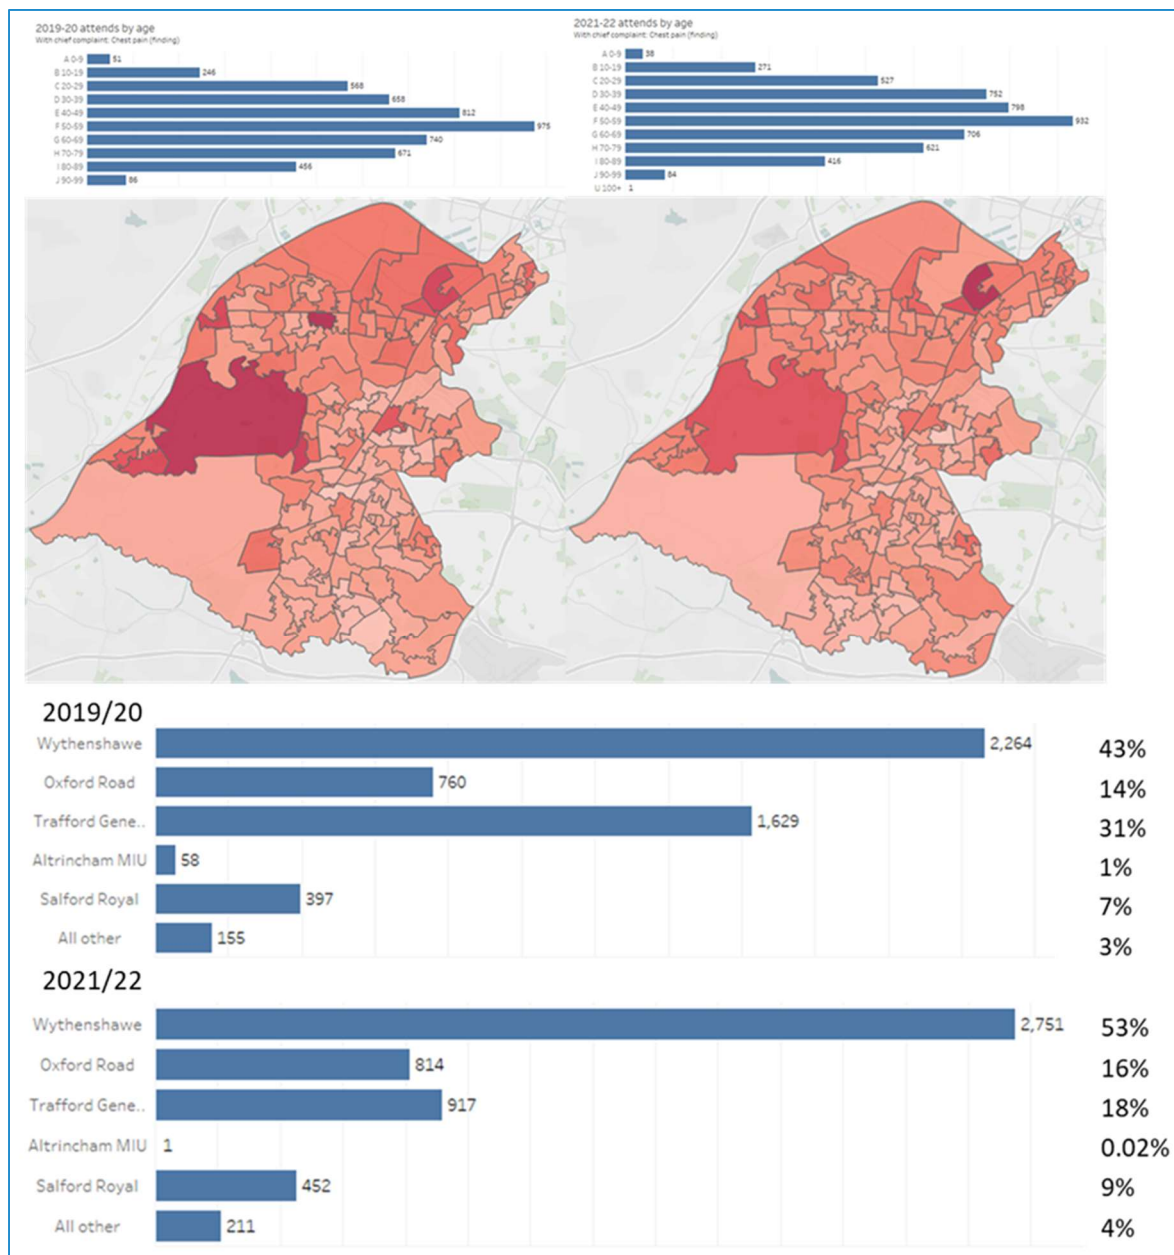 2019-20 attends by age
With chief complaint: Chest pain (finding)
A 0-9 51
B 10-19 246
C 20-29 568
D 30-39 658
E 40-49 812
F 50-59 975
G 60-69 740
H 70-79 671
I 80-89 456
J 90-99 86
2021-22 attends by age
With chief complaint: Chest pain (finding)
A 0-9 38
B 10-19 271
C 20-29 527
D 30-39 752
E 40-49 798
F 50-59 932
G 60-69 706
H 70-79 621
I 80-89 416
J 90-99 84
U 100+ 1
2019/20
Wythenshawe 2,264 43%
Oxford Road 760 14%
Trafford Gene.. 1,629 31%
Altrincham MIU 58 1%
Salford Royal 397 7%
All other 155 3%
2021/22
Wythenshawe 2,751 53%
Oxford Road 814 16%
Trafford Gene.. 917 18%
Altrincham MIU 1 0.02%
Salford Royal 452 9%
All other 211 4%